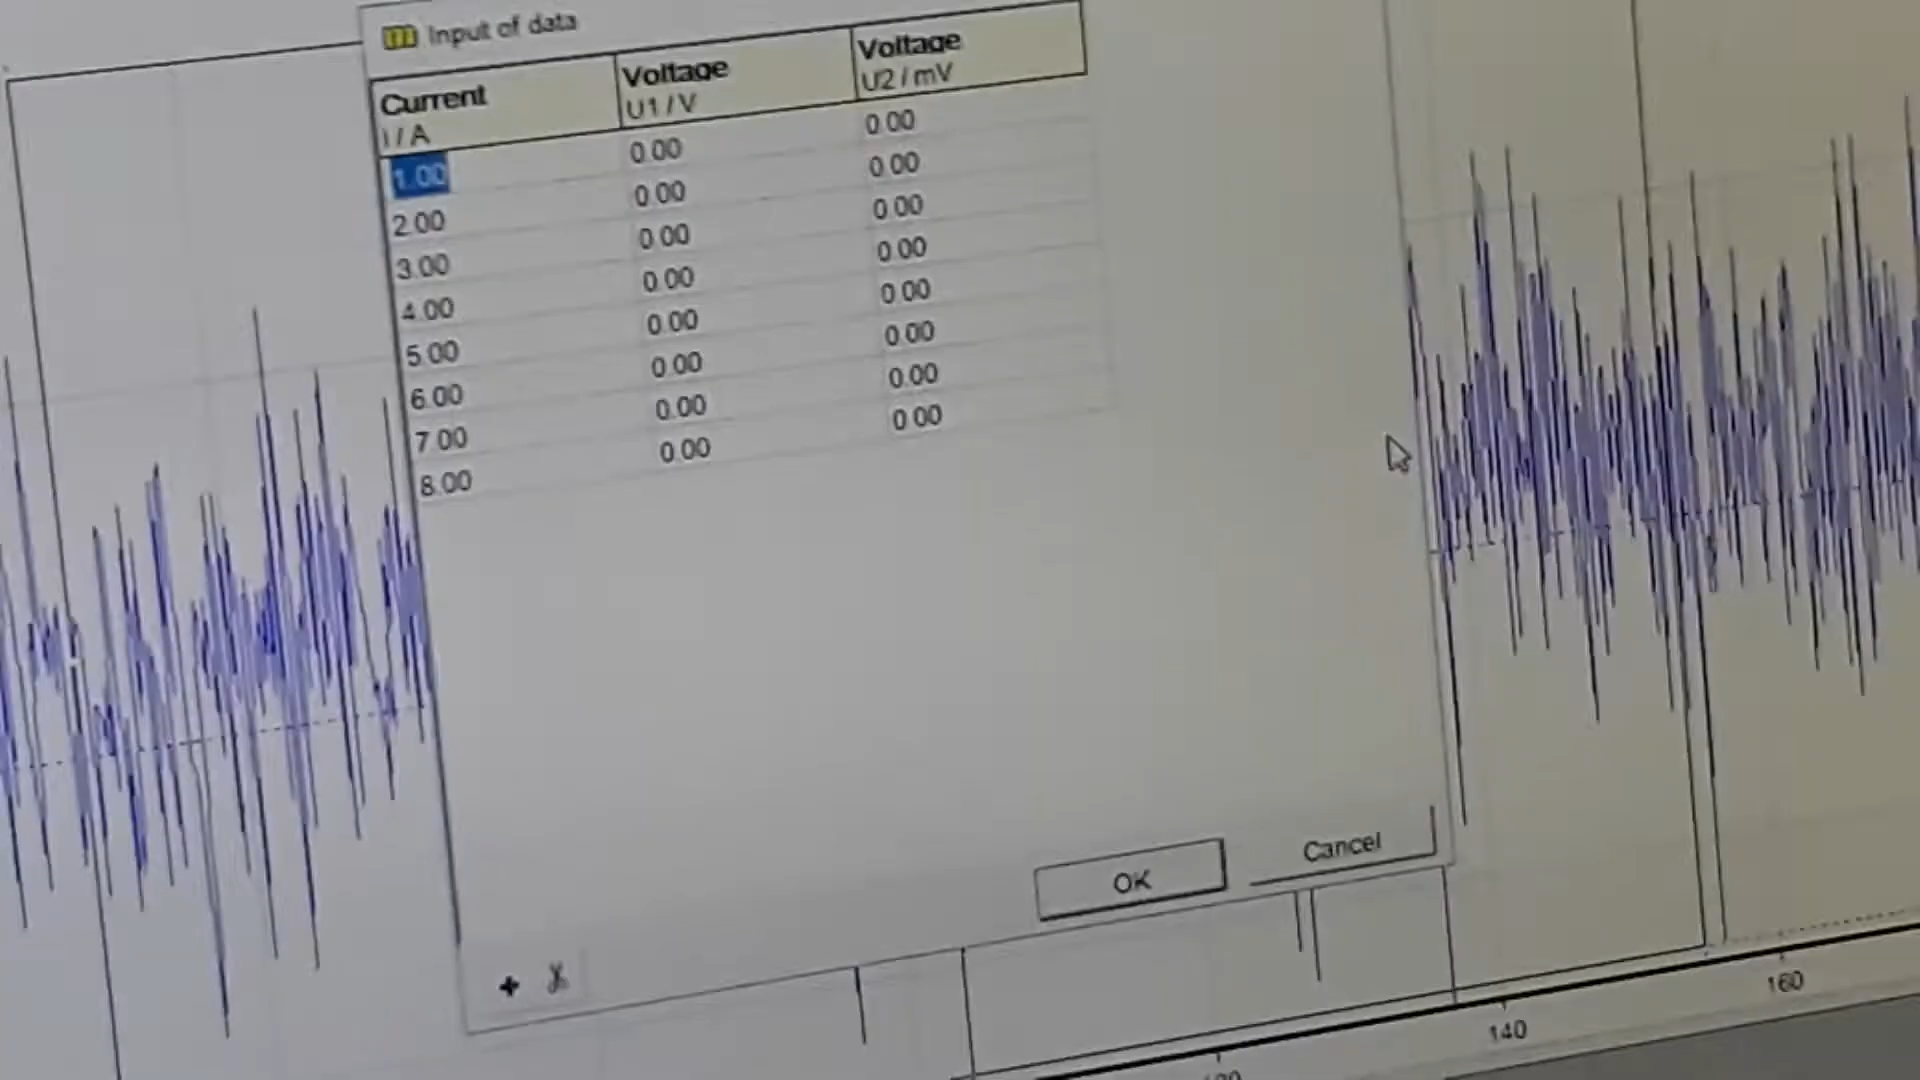 Input of data
Current Voltage Voltage
I / A U1 / V U2 / mV
1.00 0.00 0.00
2.00 0.00 0.00
3.00 0.00 0.00
4.00 0.00 0.00
5.00 0.00 0.00
6.00 0.00 0.00
7.00 0.00 0.00
8.00 0.00 0.00
OK Cancel
140 160